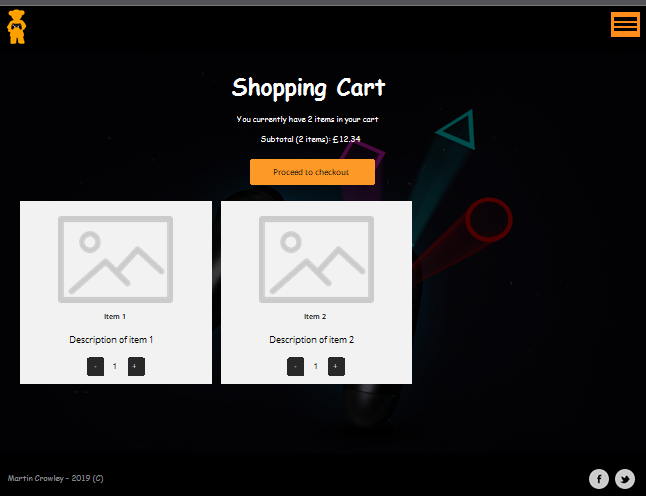 Shopping Cart
You currently have 2 items in your cart
Subtotal (2 items): £12.34
Proceed to checkout
Item 1
Item 2
Description of item 1
Description of item 2
- 1 +
- 1 +
Martin Crowley - 2019 (C)